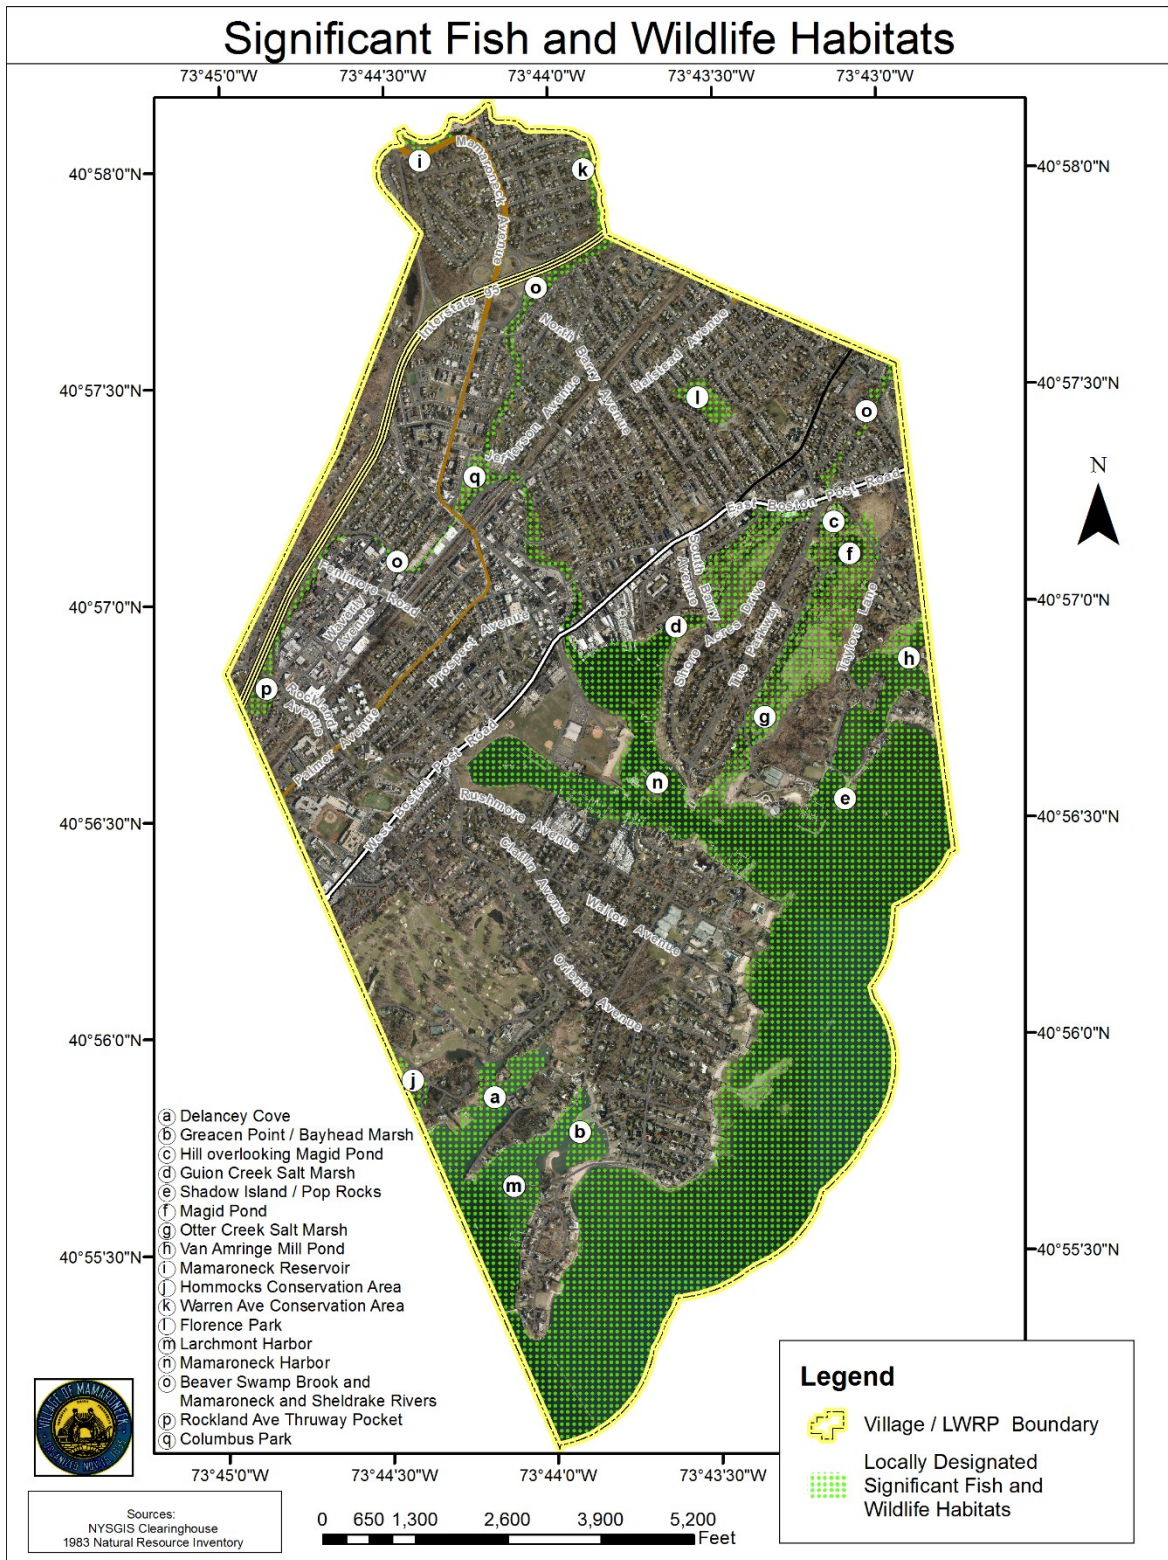 Significant Fish and Wildlife Habitats
73°45'0"W 73°44'30"W 73°44'0"W 73°43'30"W 73°43'0"W
40°58'0"N
40°57'30"N
40°57'0"N
40°56'30"N
40°56'0"N
40°55'30"N
40°58'0"N
40°57'30"N
40°57'0"N
40°56'30"N
40°56'0"N
40°55'30"N
N
i
k
Mamaroneck Avenue
Interstate 95
o
North Barry Avenue
Halstead Avenue
Jefferson Avenue
l
o
q
East Boston Post Road
c
f
o
Fenimore Road
Waverly Avenue
Prospect Avenue
South Barry Avenue
d
Shore Acres Drive
The Parkway
Taylors Lane
h
p
Rockland Avenue
Palmer Avenue
g
West Boston Post Road
n
e
Rushmore Avenue
Claflin Avenue
Walton Avenue
Orienta Avenue
j
a
b
m
a Delancey Cove
b Greacen Point / Bayhead Marsh
c Hill overlooking Magid Pond
d Guion Creek Salt Marsh
e Shadow Island / Pop Rocks
f Magid Pond
g Otter Creek Salt Marsh
h Van Amringe Mill Pond
i Mamaroneck Reservoir
j Hommocks Conservation Area
k Warren Ave Conservation Area
l Florence Park
m Larchmont Harbor
n Mamaroneck Harbor
o Beaver Swamp Brook and
Mamaroneck and Sheldrake Rivers
p Rockland Ave Thruway Pocket
q Columbus Park
Legend
Village / LWRP Boundary
Locally Designated
Significant Fish and
Wildlife Habitats
VILLAGE OF MAMARONECK
73°45'0"W 73°44'30"W 73°44'0"W 73°43'30"W
Sources:
NYSGIS Clearinghouse
1983 Natural Resource Inventory
0 650 1,300 2,600 3,900 5,200
Feet